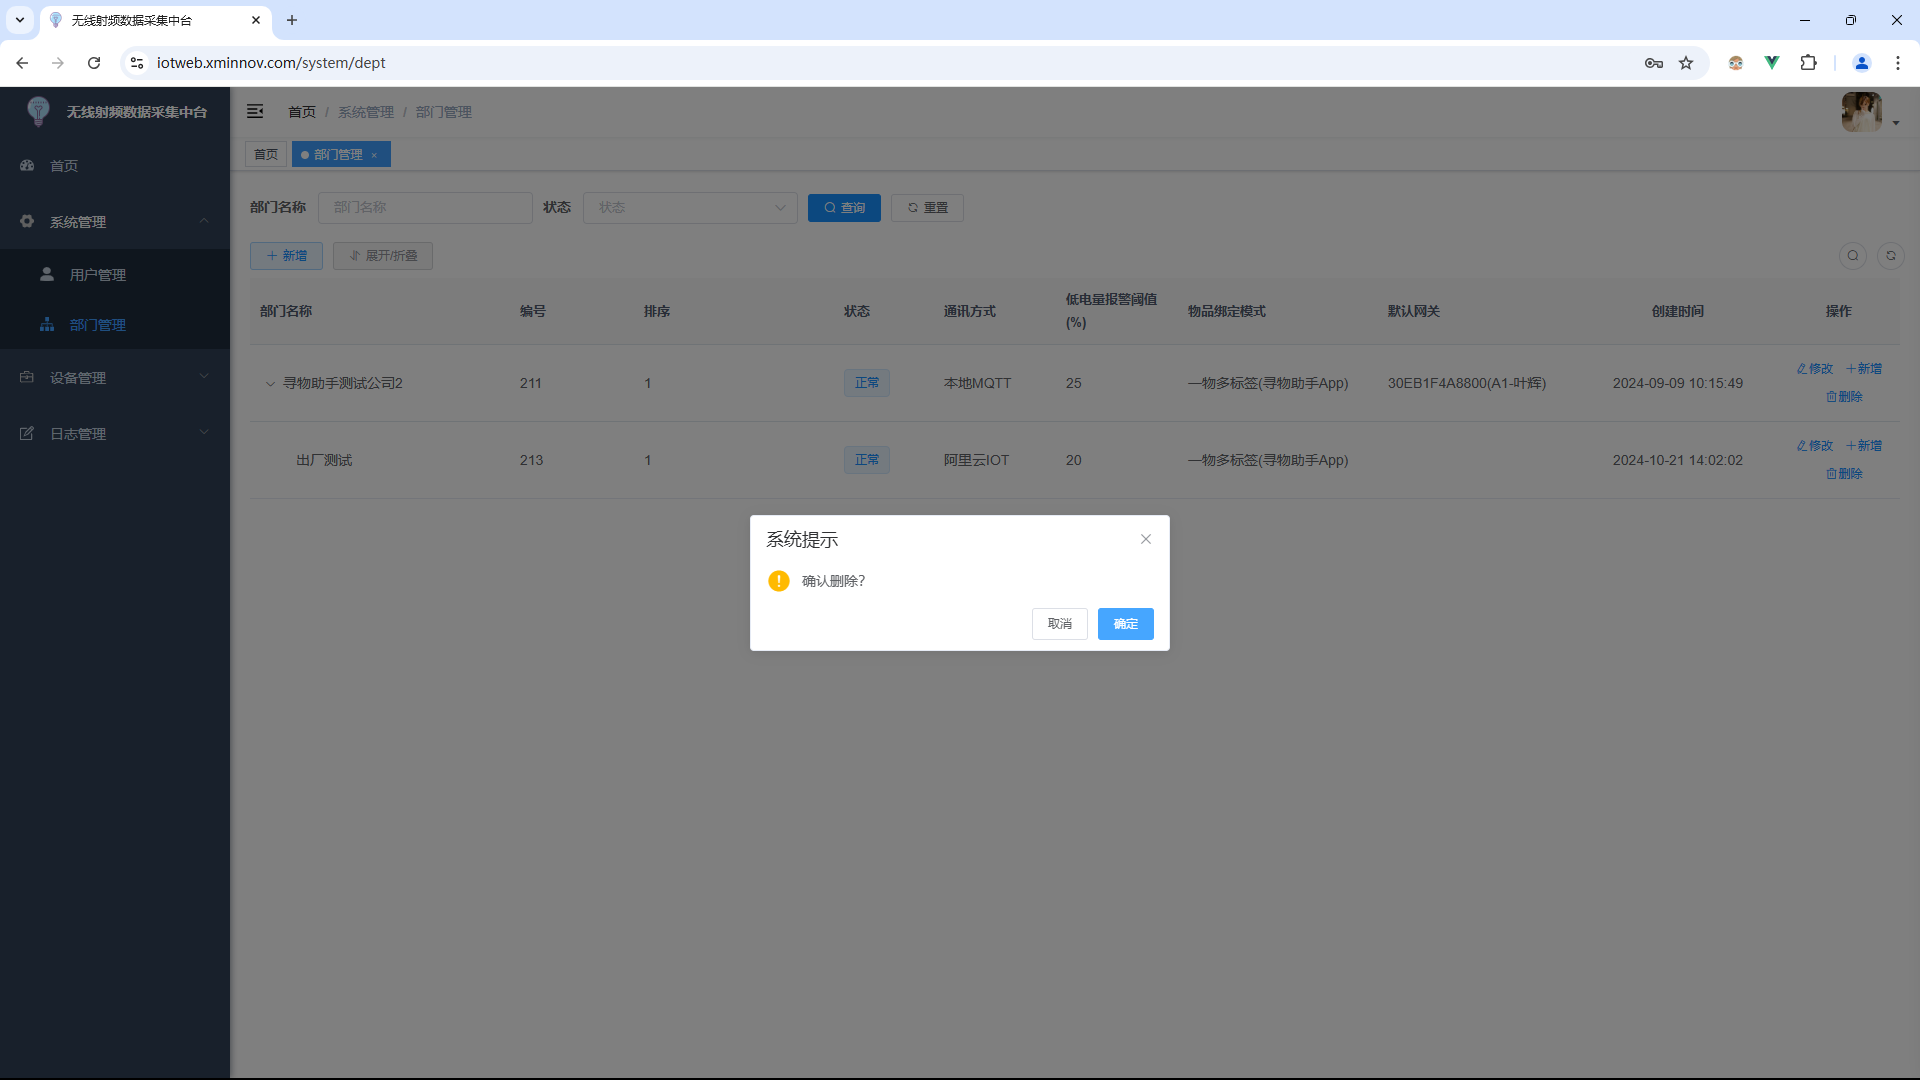 无线射频数据采集中台
iotweb.xminnov.com/system/dept
无线射频数据采集中台
首页
系统管理
用户管理
部门管理
设备管理
日志管理
首页 / 系统管理 / 部门管理
首页
部门管理 ×
部门名称 部门名称 状态 状态 查询 重置
新增 展开/折叠
部门名称 编号 排序 状态 通讯方式 低电量报警阈值(%) 物品绑定模式 默认网关 创建时间 操作
寻物助手测试公司2 211 1 正常 本地MQTT 25 一物多标签(寻物助手App) 30EB1F4A8800(A1-叶辉) 2024-09-09 10:15:49 修改 新增
删除
出厂测试 213 1 正常 阿里云IOT 20 一物多标签(寻物助手App) 2024-10-21 14:02:02 修改 新增
删除
系统提示
确认删除?
取消 确定